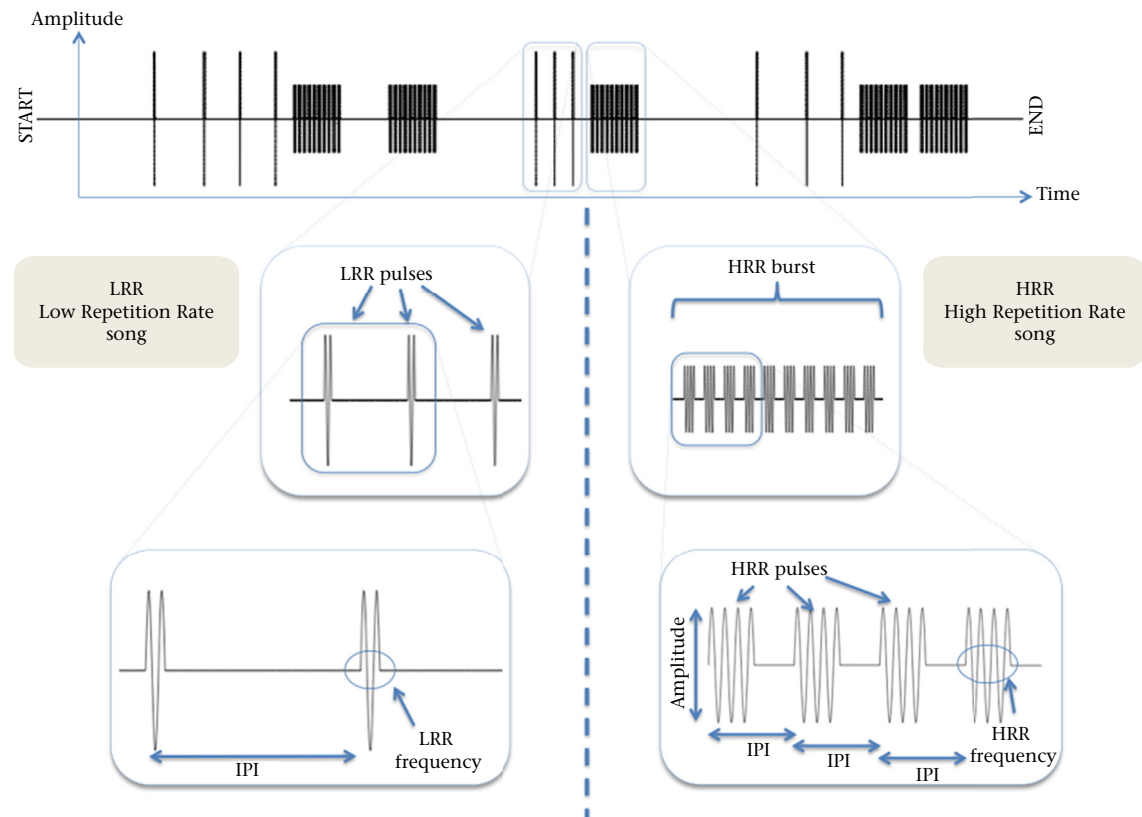 Amplitude
START
END
Time
LRR
Low Repetition Rate
song
LRR pulses
HRR burst
HRR
High Repetition Rate
song
LRR
frequency
IPI
HRR pulses
Amplitude
IPI
IPI
IPI
HRR
frequency